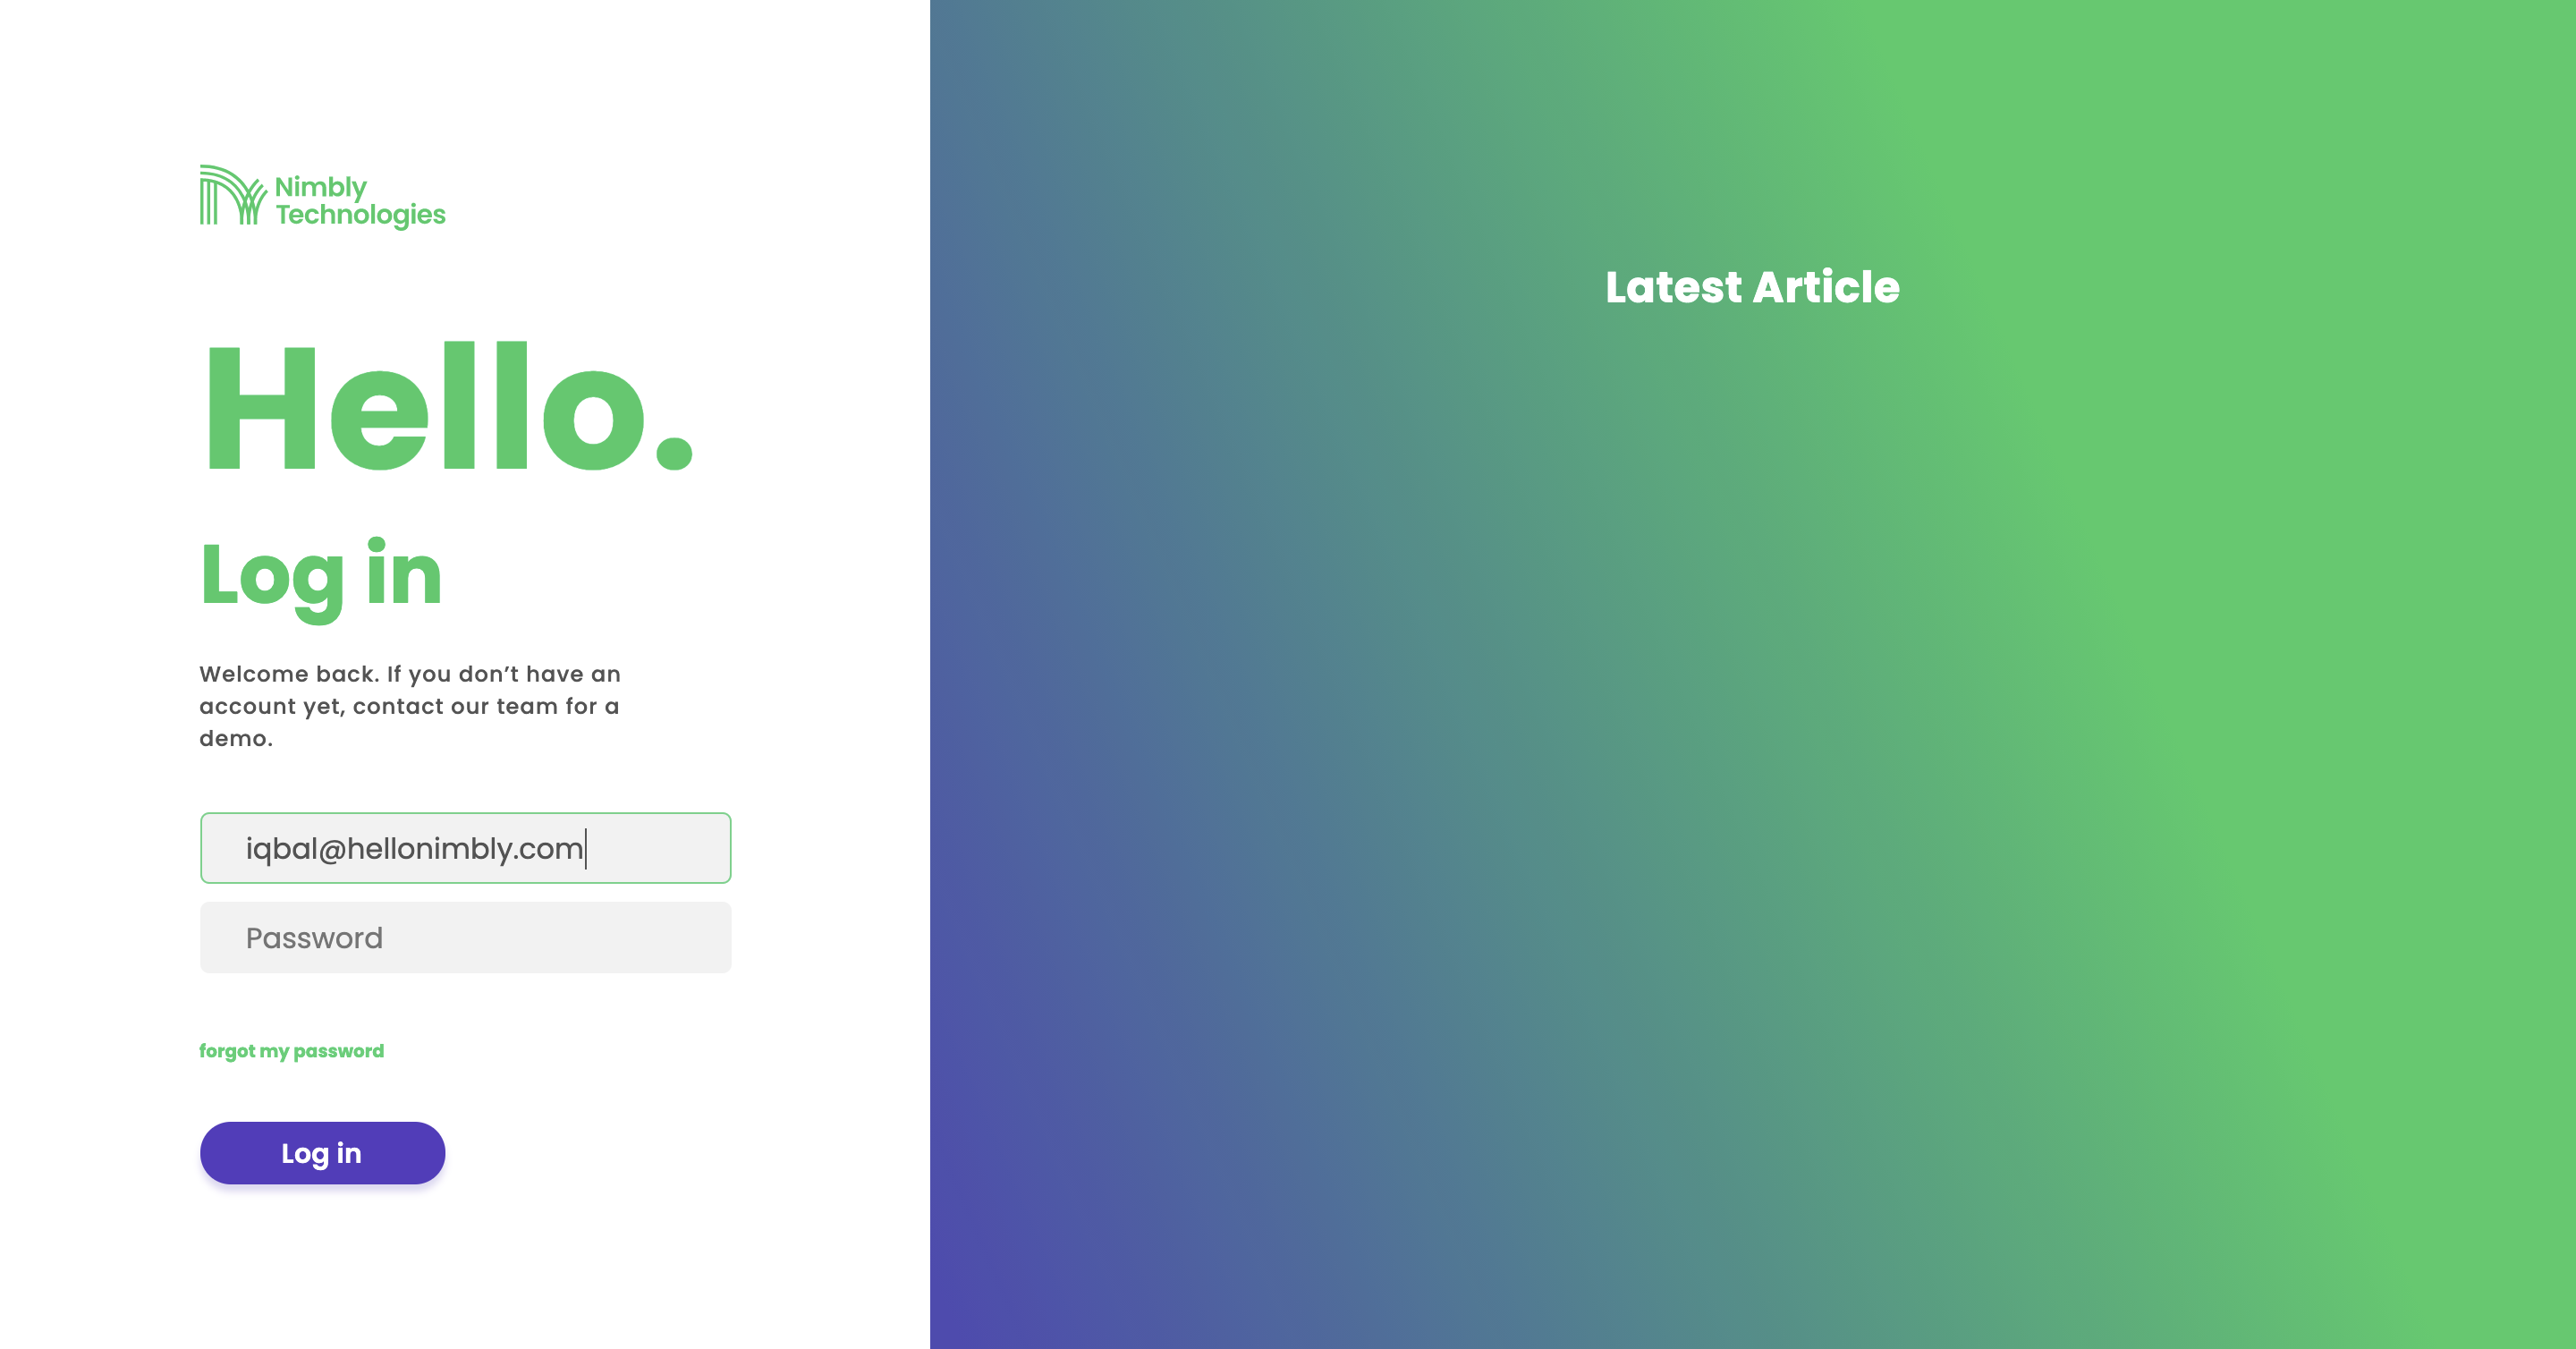 Nimbly
Technologies
Hello.
Log in
Welcome back. If you don’t have an
account yet, contact our team for a
demo.
iqbal@hellonimbly.com
Password
forgot my password
Log in
Latest Article